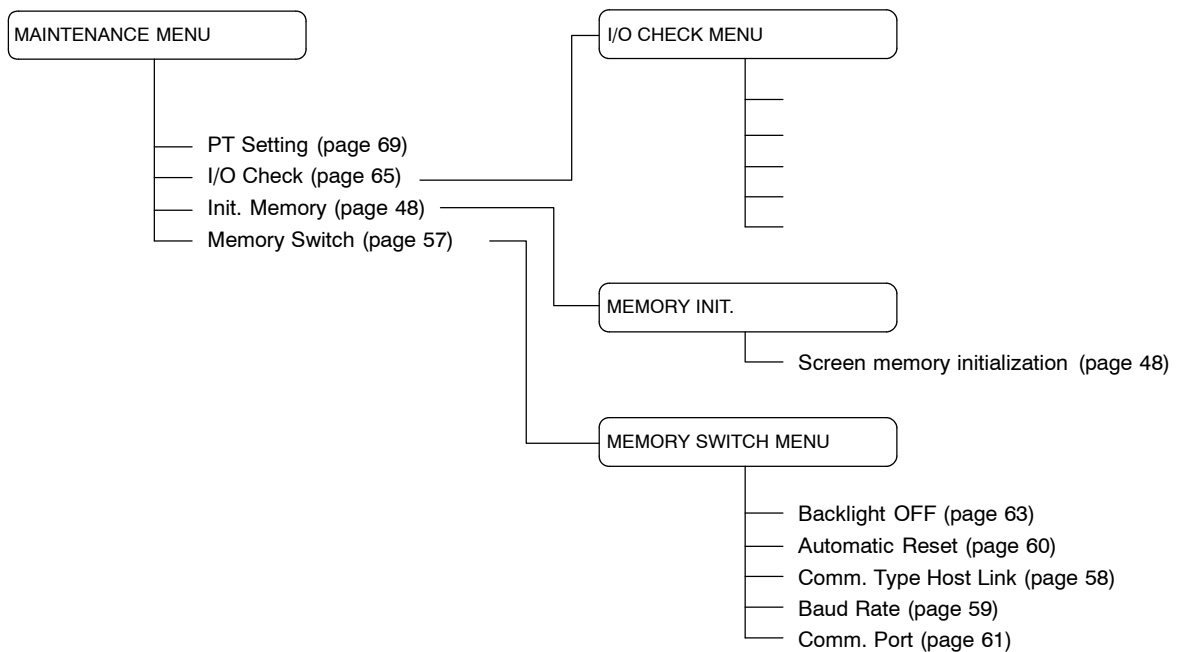 MAINTENANCE MENU
PT Setting (page 69)
I/O Check (page 65)
Init. Memory (page 48)
Memory Switch (page 57)
I/O CHECK MENU
MEMORY INIT.
Screen memory initialization (page 48)
MEMORY SWITCH MENU
Backlight OFF (page 63)
Automatic Reset (page 60)
Comm. Type Host Link (page 58)
Baud Rate (page 59)
Comm. Port (page 61)